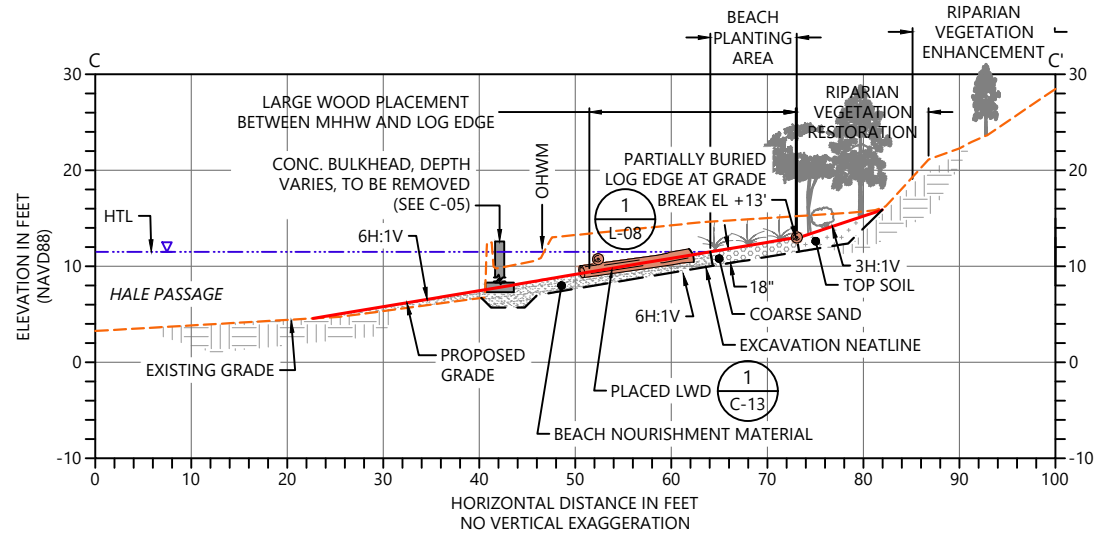 BEACH
PLANTING
AREA
RIPARIAN
VEGETATION
ENHANCEMENT
C
C'
30
20
10
0
-10
30
20
10
0
-10
ELEVATION IN FEET
(NAVD88)
LARGE WOOD PLACEMENT
BETWEEN MHHW AND LOG EDGE
RIPARIAN
VEGETATION
RESTORATION
CONC. BULKHEAD, DEPTH
VARIES, TO BE REMOVED
(SEE C-05)
OHWM
PARTIALLY BURIED
LOG EDGE AT GRADE
BREAK EL +13'
1
L-08
HTL
6H:1V
HALE PASSAGE
3H:1V
TOP SOIL
18"
COARSE SAND
6H:1V
EXCAVATION NEATLINE
EXISTING GRADE
PROPOSED
GRADE
PLACED LWD
1
C-13
BEACH NOURISHMENT MATERIAL
0 10 20 30 40 50 60 70 80 90 100
HORIZONTAL DISTANCE IN FEET
NO VERTICAL EXAGGERATION